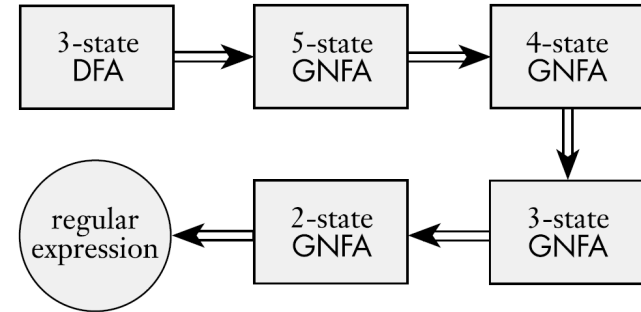 3-state
DFA
5-state
GNFA
4-state
GNFA
regular
expression
2-state
GNFA
3-state
GNFA